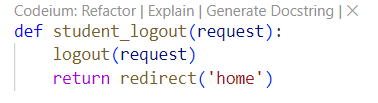 Codeium: Refactor | Explain | Generate Docstring | ×
def student_logout(request):
    logout(request)
    return redirect('home')